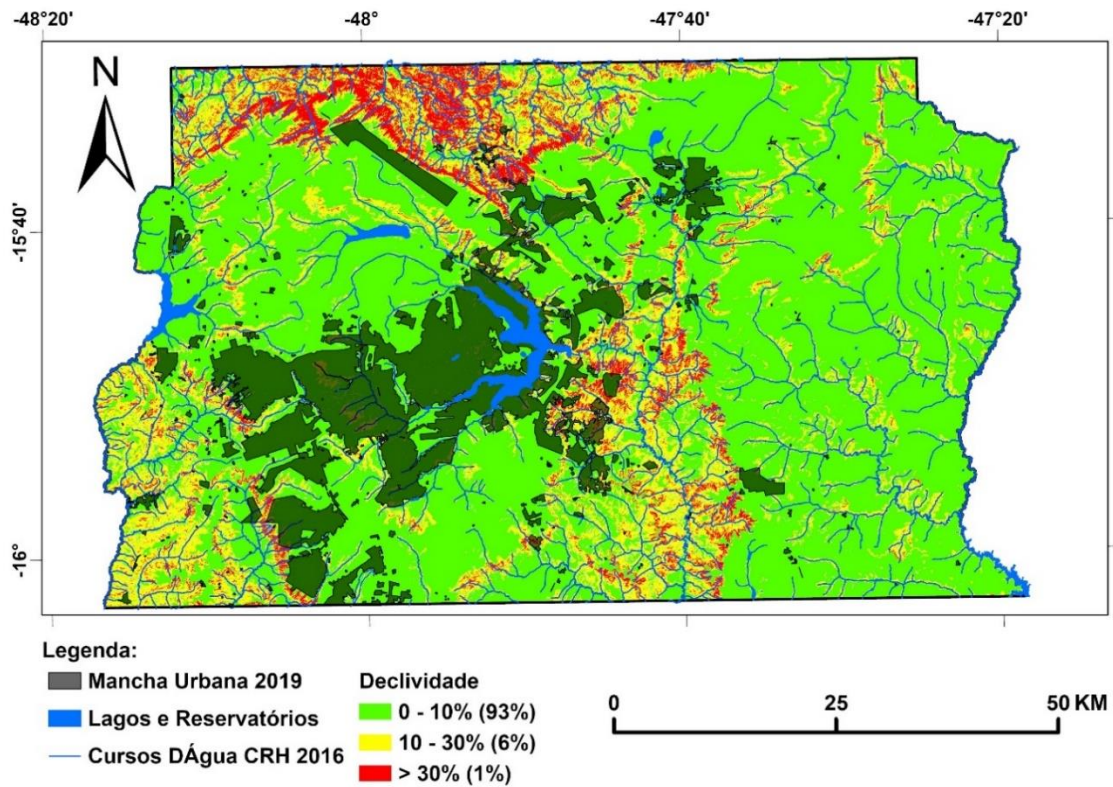 -48°20'
-48°
-47°40'
-47°20'
N
-15°40'
-16°
Legenda:
Mancha Urbana 2019
Lagos e Reservatórios
Cursos DÁgua CRH 2016
Declividade
0 - 10% (93%)
10 - 30% (6%)
> 30% (1%)
0
25
50 KM